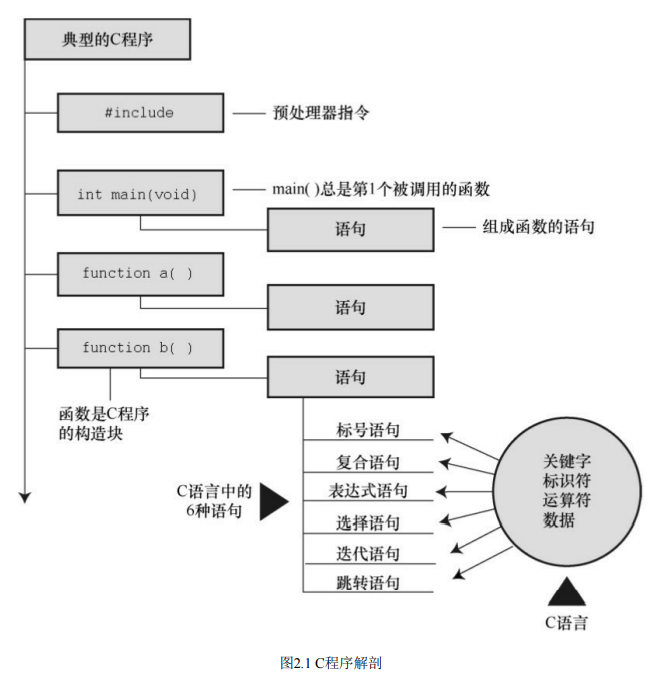 典型的C程序
#include
预处理器指令
int main(void)
main( )总是第1个被调用的函数
语句
组成函数的语句
function a( )
语句
function b( )
语句
函数是C程序
的构造块
标号语句
复合语句
表达式语句
选择语句
迭代语句
跳转语句
C语言中的
6种语句
关键字
标识符
运算符
数据
C语言
图2.1 C程序解剖